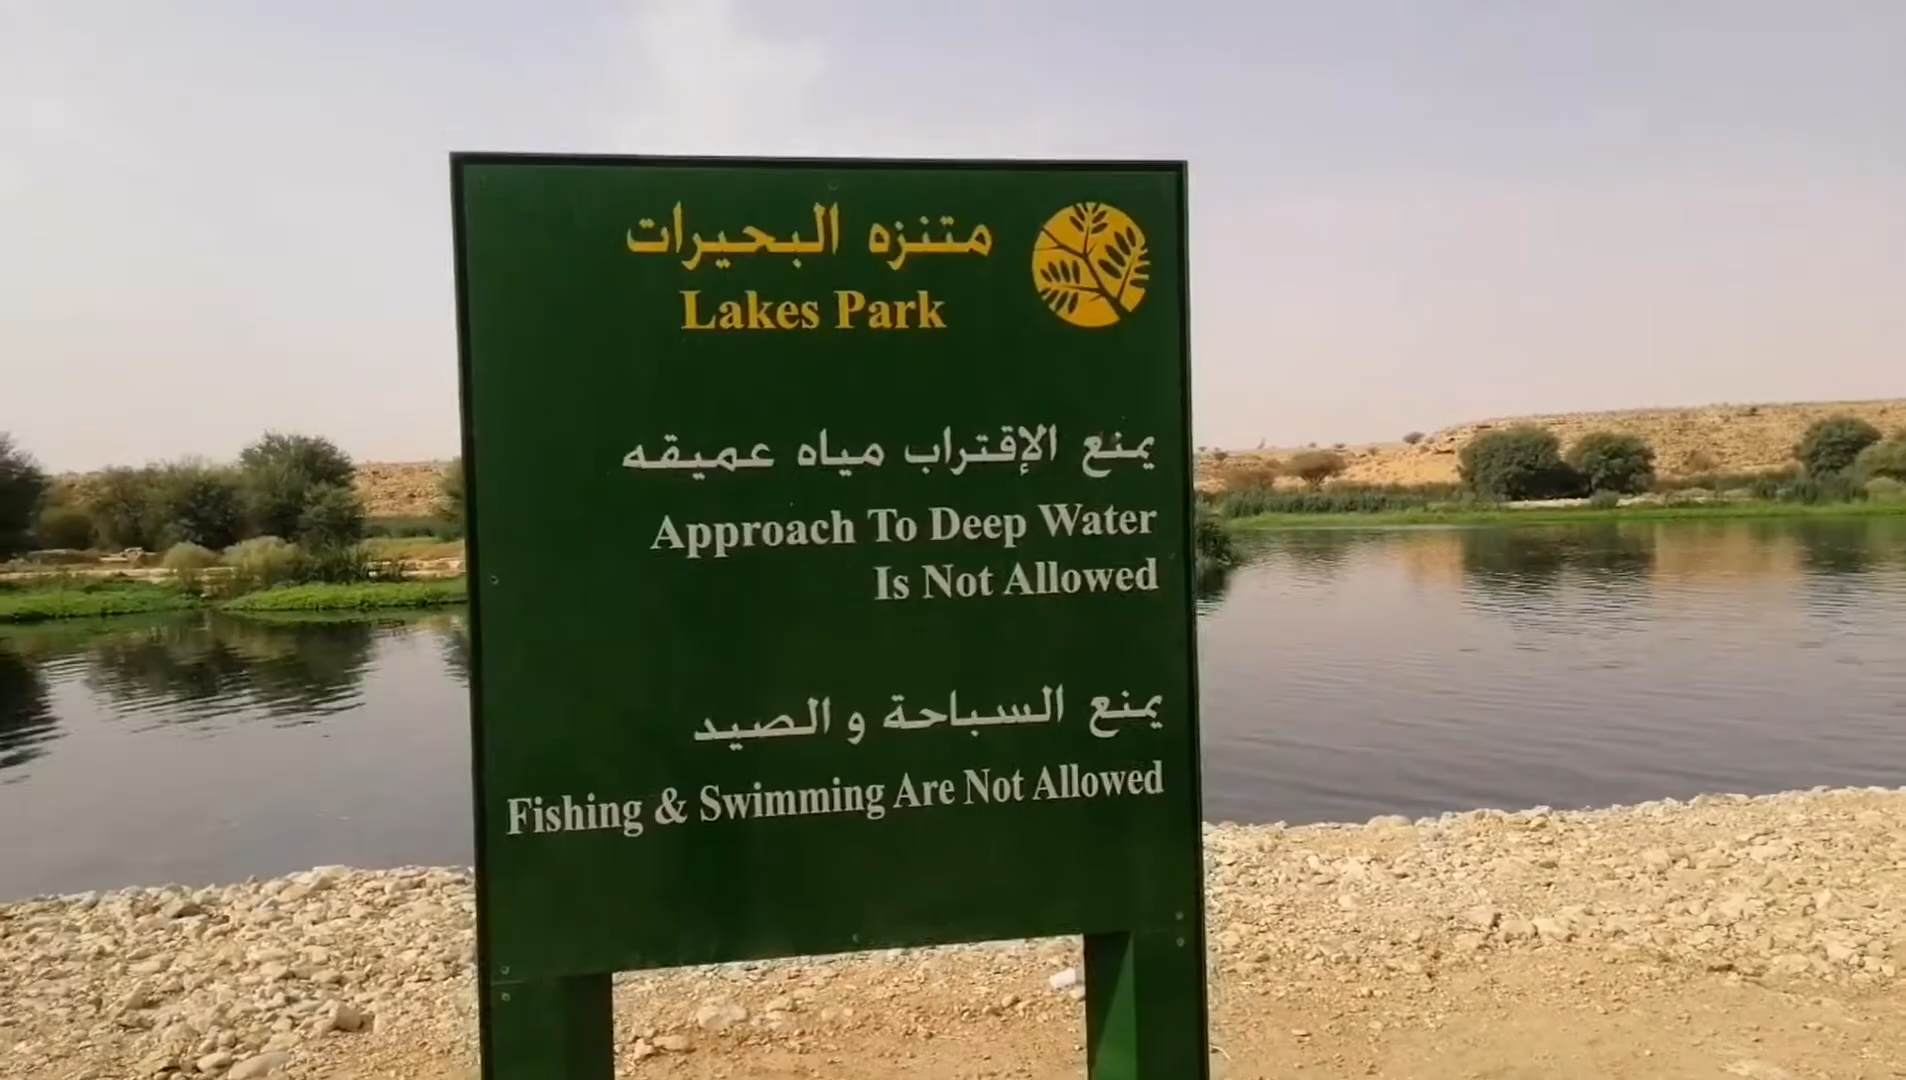 متنزه البحيرات
Lakes Park
يمنع الإقتراب مياه عميقه
Approach To Deep Water
Is Not Allowed
يمنع السباحة و الصيد
Fishing & Swimming Are Not Allowed